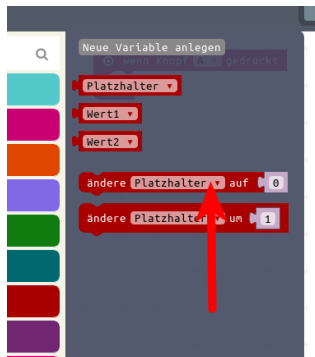 Neue Variable anlegen
wenn Knopf A gedrückt
Platzhalter
Wert1
Wert2
ändere Platzhalter auf 0
ändere Platzhalter um 1